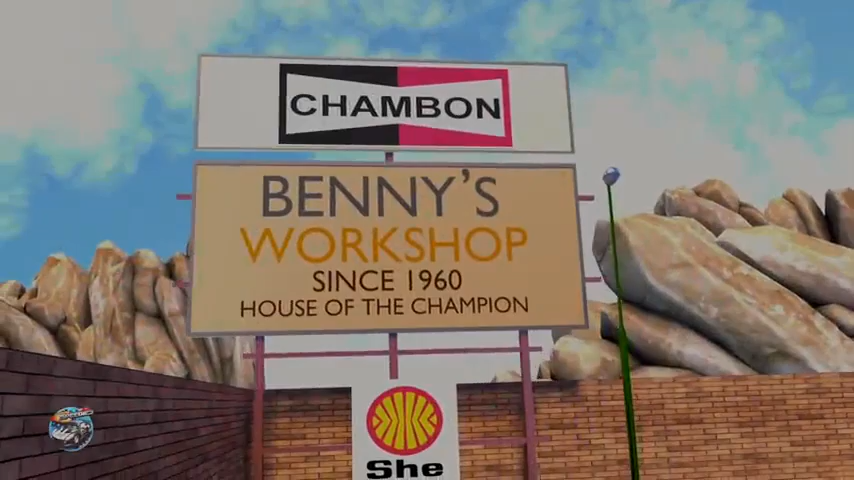 CHAMBON
BENNY'S
WORKSHOP
SINCE 1960
HOUSE OF THE CHAMPION
She